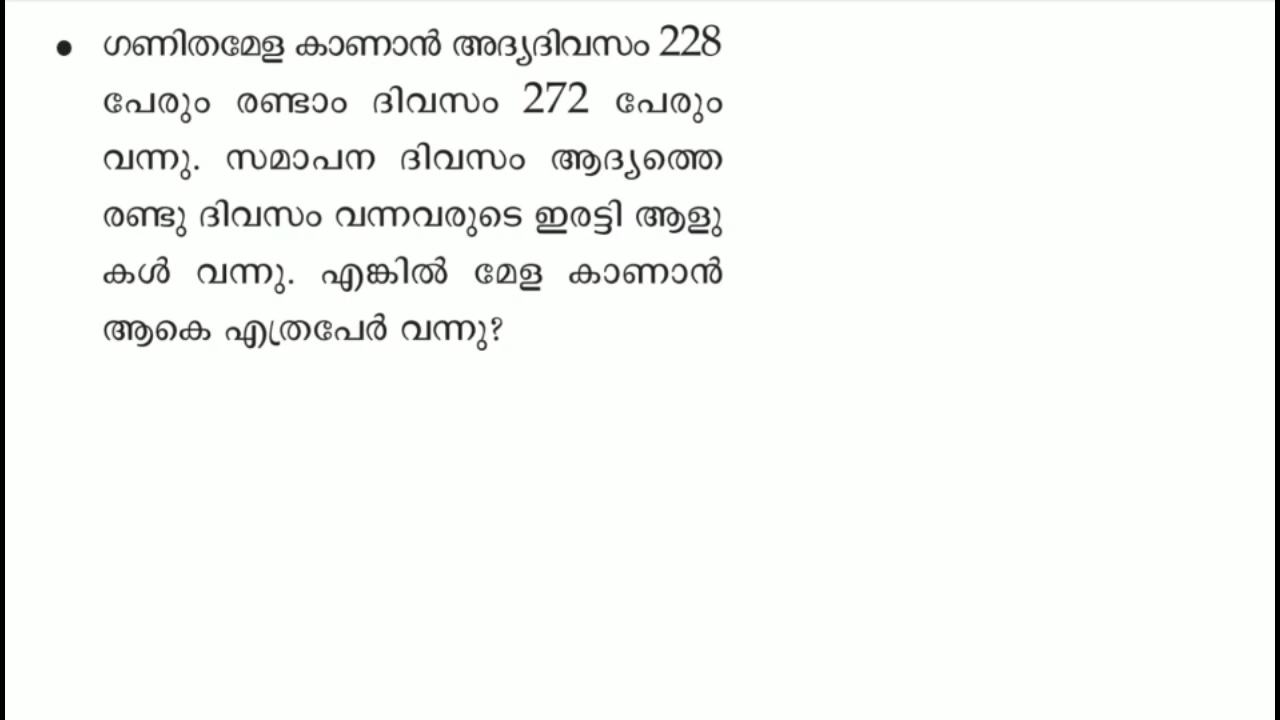 • ഗണിതമേള കാണാൻ അദ്യദിവസം 228
പേരും രണ്ടാം ദിവസം 272 പേരും
വന്നു. സമാപന ദിവസം ആദ്യത്തെ
രണ്ടു ദിവസം വന്നവരുടെ ഇരട്ടി ആളു
കൾ വന്നു. എങ്കിൽ മേള കാണാൻ
ആകെ എത്രപേർ വന്നു?